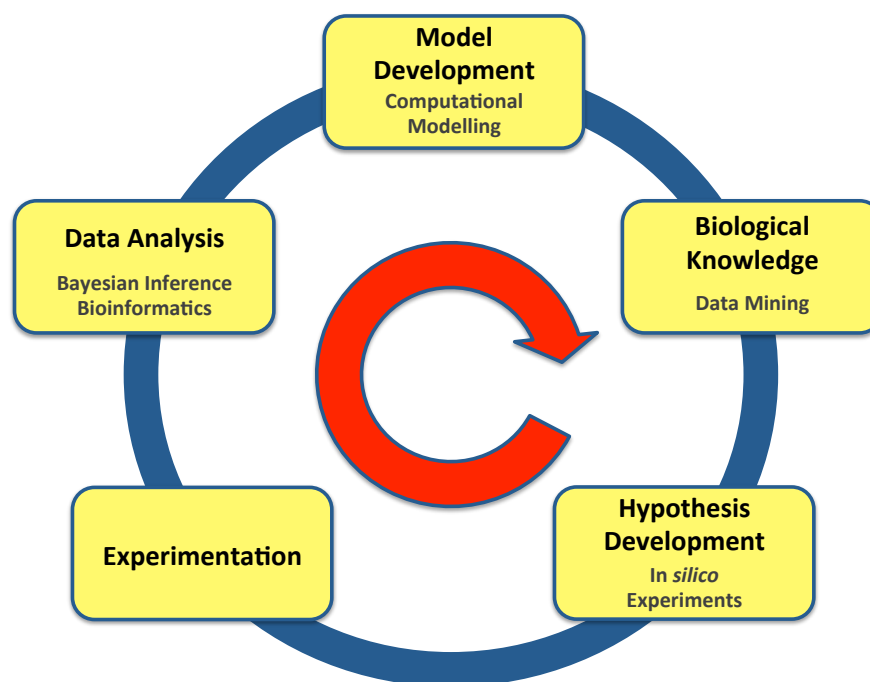 Model
Development
Computational
Modelling
Data Analysis
Bayesian Inference
Bioinformatics
Biological
Knowledge
Data Mining
Experimentation
Hypothesis
Development
In silico
Experiments